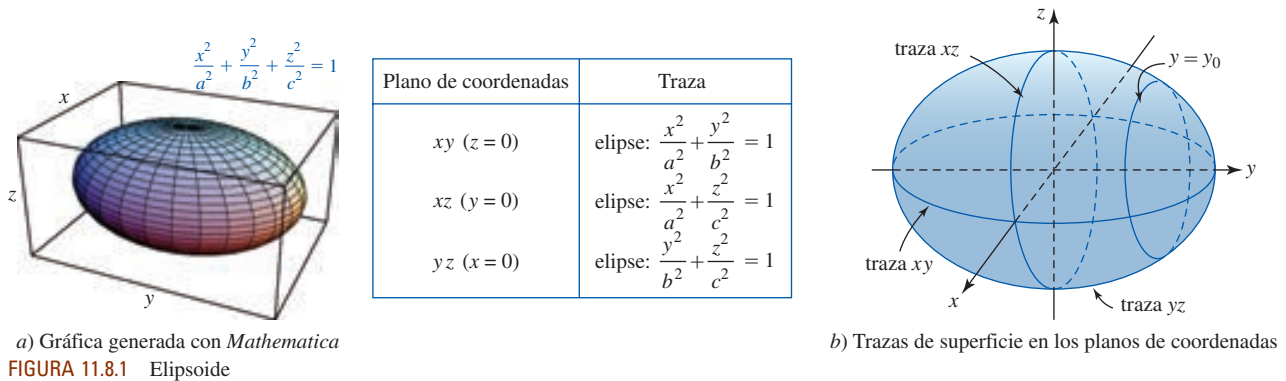 x²/a² + y²/b² + z²/c² = 1
x
z
y
a) Gráfica generada con Mathematica
FIGURA 11.8.1 Elipsoide
Plano de coordenadas Traza
xy (z = 0) elipse: x²/a² + y²/b² = 1
xz (y = 0) elipse: x²/a² + z²/c² = 1
yz (x = 0) elipse: y²/b² + z²/c² = 1
z
traza xz
y = y₀
y
traza xy
x
traza yz
b) Trazas de superficie en los planos de coordenadas